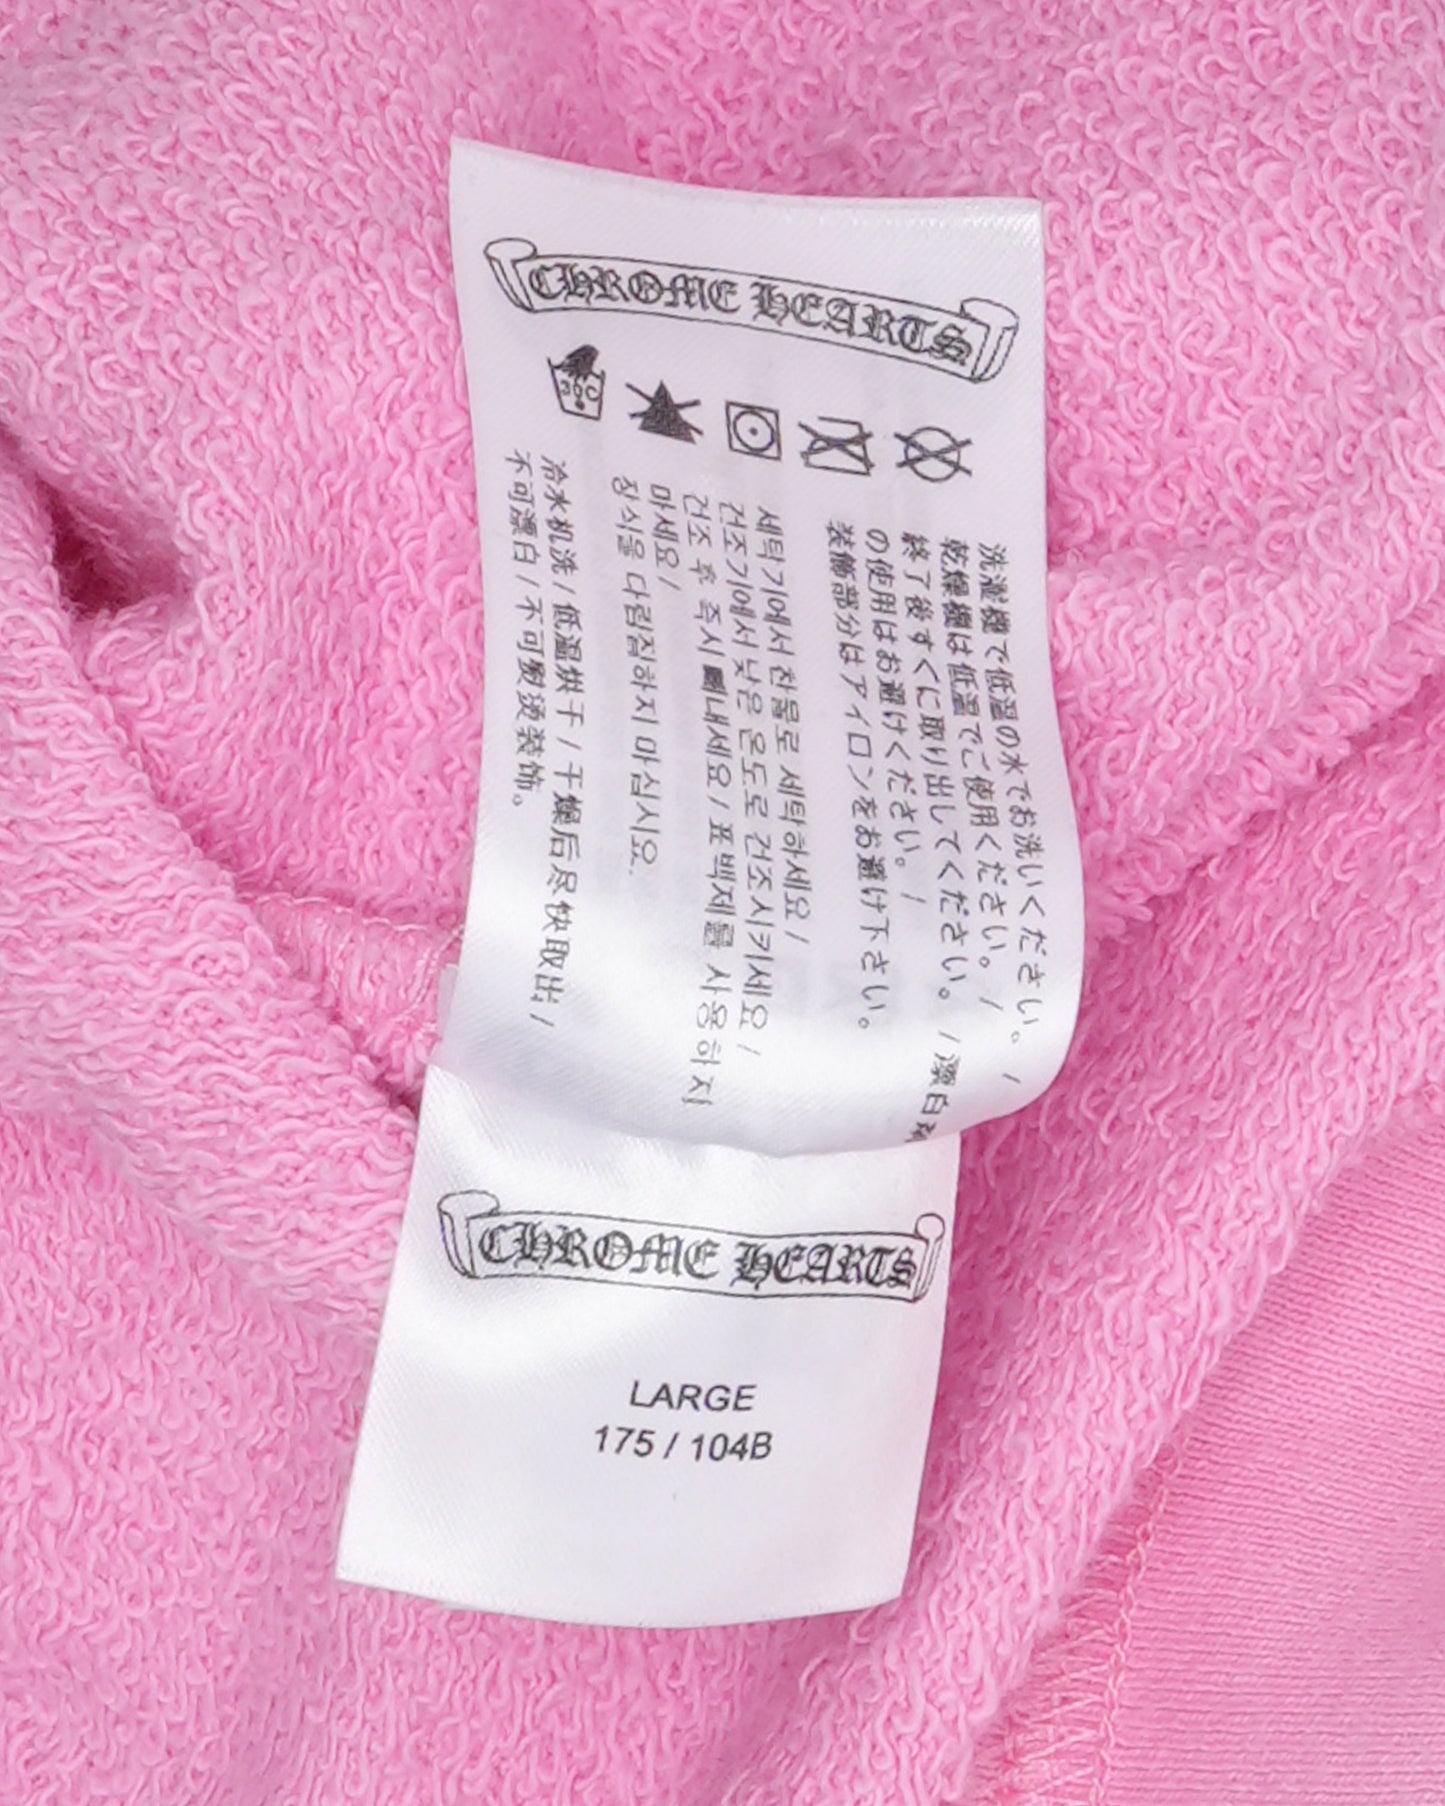 CHROME HEARTS
30C
洗濯機で低温の水でお洗いください。 /
乾燥機は低温でご使用ください。 /
終了後すぐに取り出してください。 / 漂白剤
の使用はお避けください。 /
装飾部分はアイロンをお避け下さい。
세탁기에서 찬물로 세탁하세요 /
건조기에서 낮은 온도로 건조시키세요 /
건조 후 즉시 빼내세요 / 표백제를 사용하지
마세요 /
장식을 다림질하지 마십시오.
冷水机洗 / 低温烘干 / 干燥后尽快取出 /
不可漂白 / 不可熨烫装饰。
CHROME HEARTS
LARGE
175 / 104B